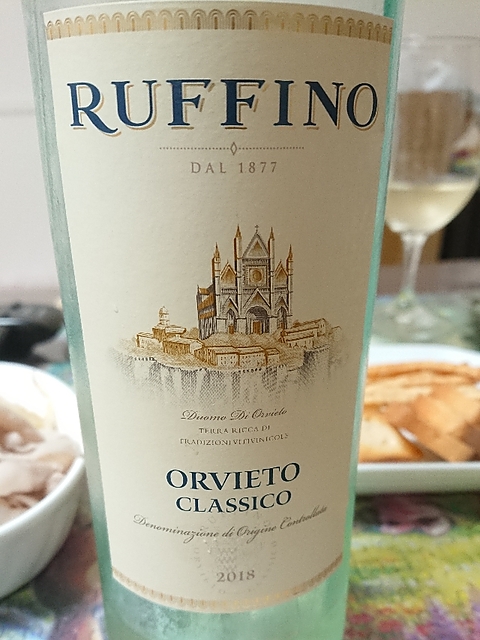 RUFFINO
DAL 1877
Duomo Di Orvieto
TERRA RICCA DI
TRADIZIONI VITIVINICOLE
ORVIETO
CLASSICO
Denominazione di Origine Controllata
2018